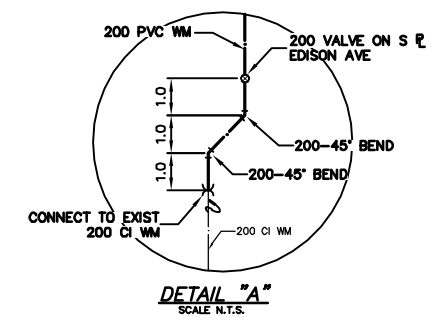 200 PVC WM
200 VALVE ON S ℄
EDISON AVE
1.0
1.0
200-45° BEND
1.0
200-45° BEND
CONNECT TO EXIST
200 CI WM
200 CI WM
DETAIL "A"
SCALE N.T.S.